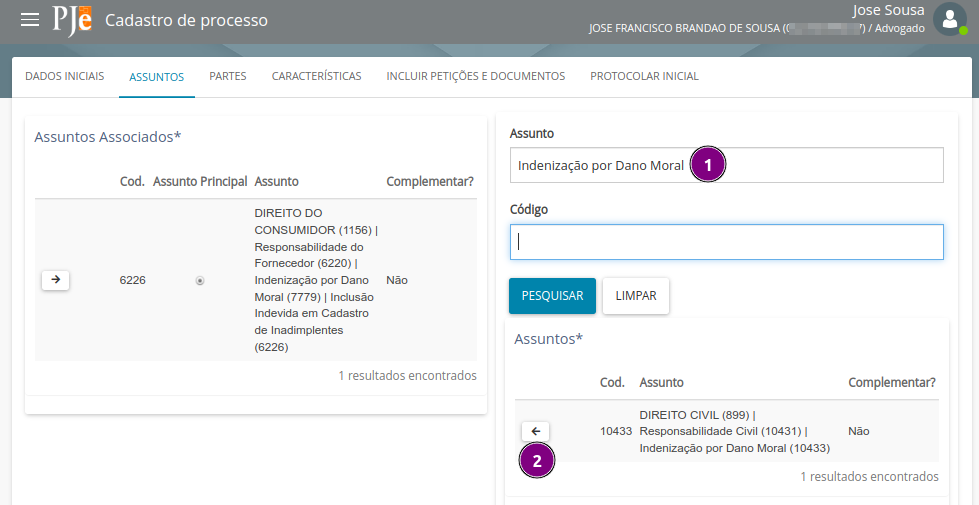 PJe
Cadastro de processo
Jose Sousa
JOSE FRANCISCO BRANDAO DE SOUSA (0 7) / Advogado
DADOS INICIAIS ASSUNTOS PARTES CARACTERÍSTICAS INCLUIR PETIÇÕES E DOCUMENTOS PROTOCOLAR INICIAL
Assuntos Associados*
Cod. Assunto Principal Assunto Complementar?
DIREITO DO
CONSUMIDOR (1156) |
Responsabilidade do
Fornecedor (6220) |
6226 Indenização por Dano Não
Moral (7779) | Inclusão
Indevida em Cadastro
de Inadimplentes
(6226)
1 resultados encontrados
Assunto
Indenização por Dano Moral 1
Código
PESQUISAR LIMPAR
Assuntos*
Cod. Assunto Complementar?
DIREITO CIVIL (899) |
10433 Responsabilidade Civil (10431) | Não
Indenização por Dano Moral (10433)
2
1 resultados encontrados